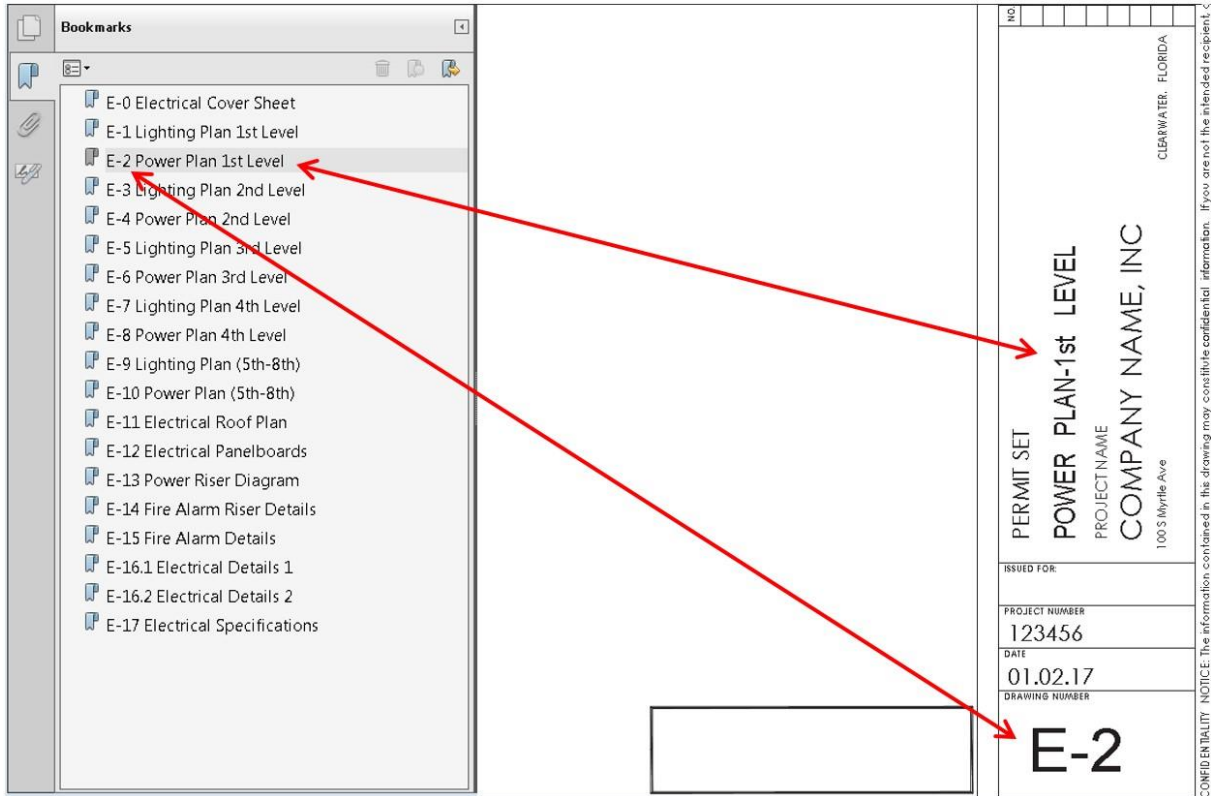 Bookmarks
E-0 Electrical Cover Sheet
E-1 Lighting Plan 1st Level
E-2 Power Plan 1st Level
E-3 Lighting Plan 2nd Level
E-4 Power Plan 2nd Level
E-5 Lighting Plan 3rd Level
E-6 Power Plan 3rd Level
E-7 Lighting Plan 4th Level
E-8 Power Plan 4th Level
E-9 Lighting Plan (5th-8th)
E-10 Power Plan (5th-8th)
E-11 Electrical Roof Plan
E-12 Electrical Panelboards
E-13 Power Riser Diagram
E-14 Fire Alarm Riser Details
E-15 Fire Alarm Details
E-16.1 Electrical Details 1
E-16.2 Electrical Details 2
E-17 Electrical Specifications
NO.
PERMIT SET
POWER PLAN-1st LEVEL
PROJECT NAME
COMPANY NAME, INC
100 S Myrtle Ave CLEARWATER, FLORIDA
ISSUED FOR:
PROJECT NUMBER
123456
DATE
01.02.17
DRAWING NUMBER
E-2
CONFIDENTIALITY NOTICE: The information contained in this drawing may constitute confidential information. If you are not the intended recipient,